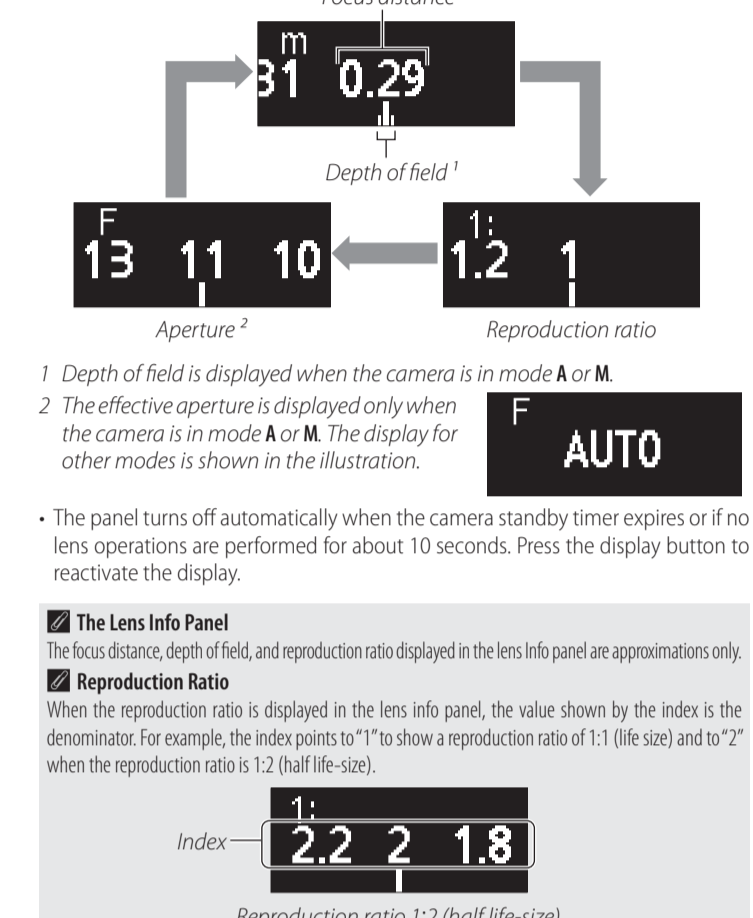 Focus distance
m
31 0.29
Depth of field 1
F
13 11 10
1:
1.2 1
Aperture 2
Reproduction ratio
1 Depth of field is displayed when the camera is in mode A or M.
2 The effective aperture is displayed only when
the camera is in mode A or M. The display for
other modes is shown in the illustration.
F
AUTO
• The panel turns off automatically when the camera standby timer expires or if no
lens operations are performed for about 10 seconds. Press the display button to
reactivate the display.
The Lens Info Panel
The focus distance, depth of field, and reproduction ratio displayed in the lens Info panel are approximations only.
Reproduction Ratio
When the reproduction ratio is displayed in the lens info panel, the value shown by the index is the
denominator. For example, the index points to "1" to show a reproduction ratio of 1:1 (life size) and to "2"
when the reproduction ratio is 1:2 (half life-size).
1:
Index
2.2 2 1.8
Reproduction ratio 1:2 (half life-size)